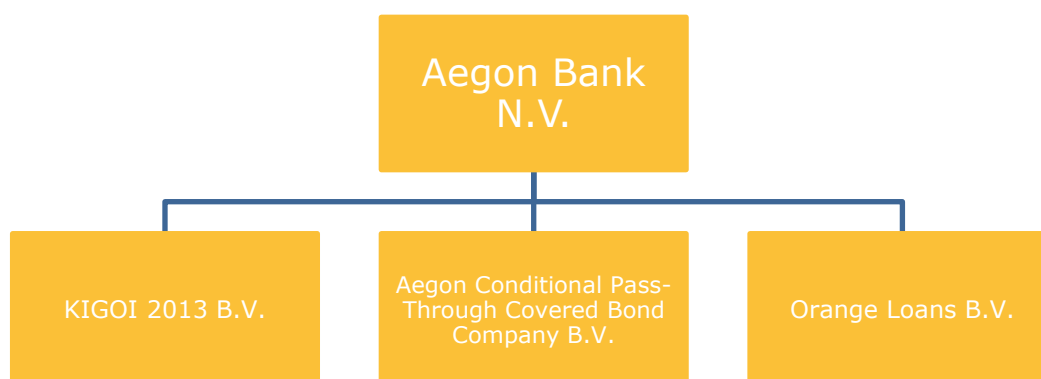 Aegon Bank
N.V.
KIGOI 2013 B.V.
Aegon Conditional Pass-
Through Covered Bond
Company B.V.
Orange Loans B.V.